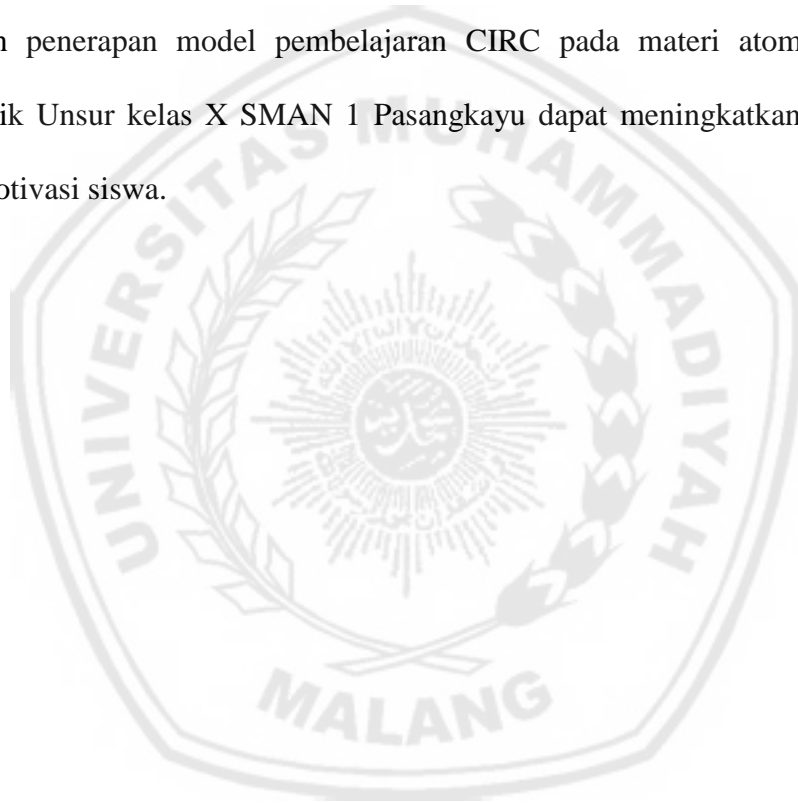 n penerapan model pembelajaran CIRC pada materi atom
ik Unsur kelas X SMAN 1 Pasangkayu dapat meningkatkan
otivasi siswa.
UNIVERSITAS MUHAMMADIYAH
MALANG